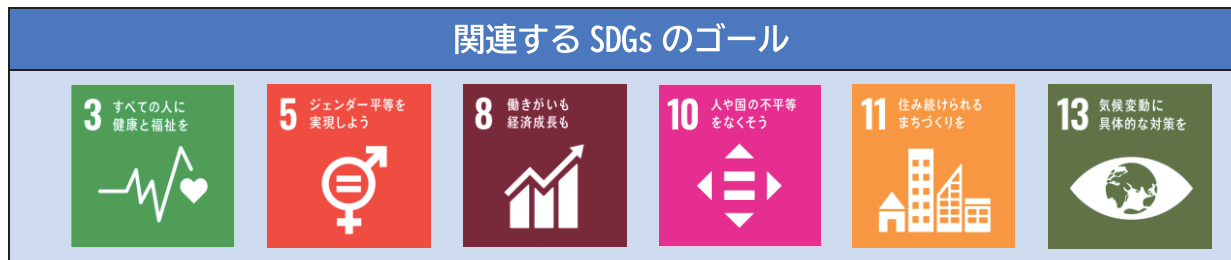 関連する SDGs のゴール
3 すべての人に
健康と福祉を
5 ジェンダー平等を
実現しよう
8 働きがいも
経済成長も
10 人や国の不平等
をなくそう
11 住み続けられる
まちづくりを
13 気候変動に
具体的な対策を